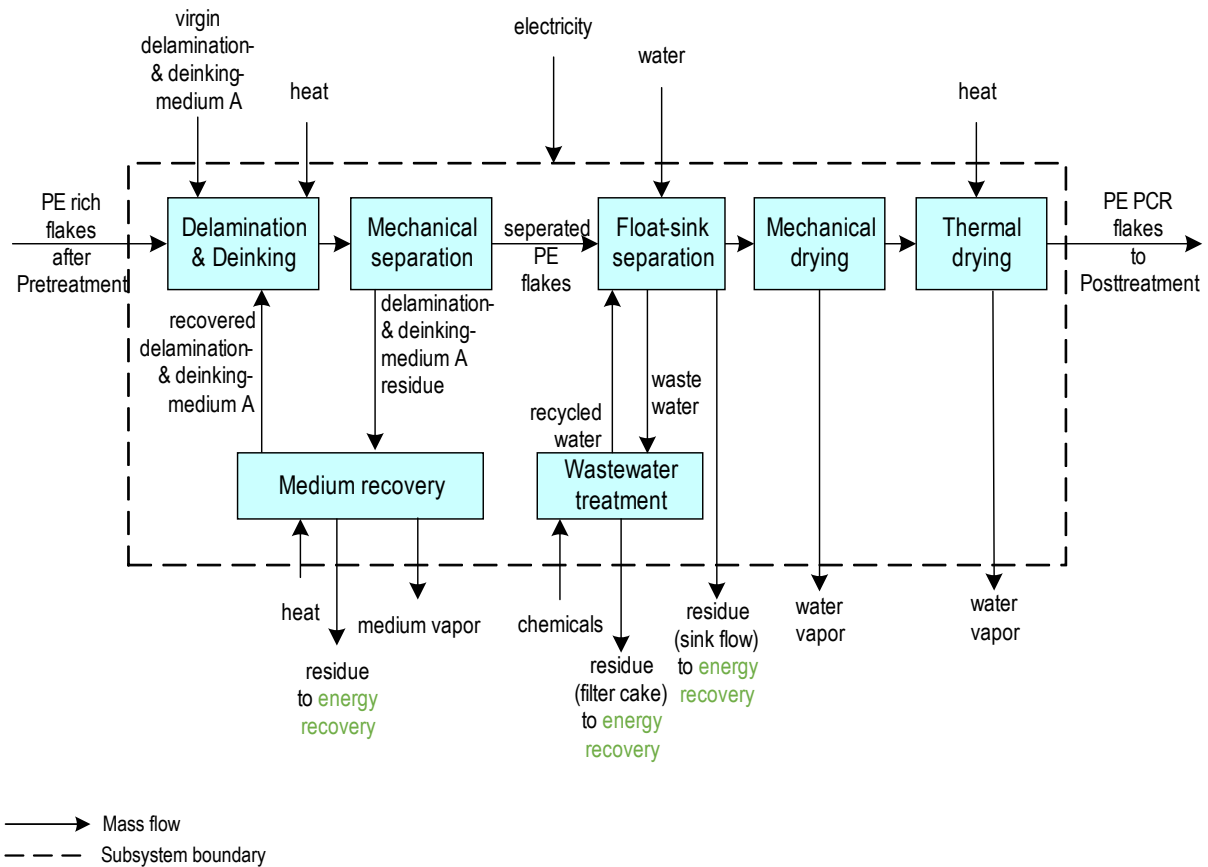 virgin
delamination-
& deinking-
medium A
heat
electricity
water
heat
PE rich
flakes
after
Pretreatment
Delamination
& Deinking
Mechanical
separation
seperated
PE
flakes
Float-sink
separation
Mechanical
drying
Thermal
drying
PE PCR
flakes
to
Posttreatment
recovered
delamination-
& deinking-
medium A
delamination-
& deinking-
medium A
residue
recycled
water
waste
water
Medium recovery
Wastewater
treatment
heat
residue
to energy
recovery
medium vapor
chemicals
residue
(filter cake)
to energy
recovery
residue
(sink flow)
to energy
recovery
water
vapor
water
vapor
Mass flow
Subsystem boundary